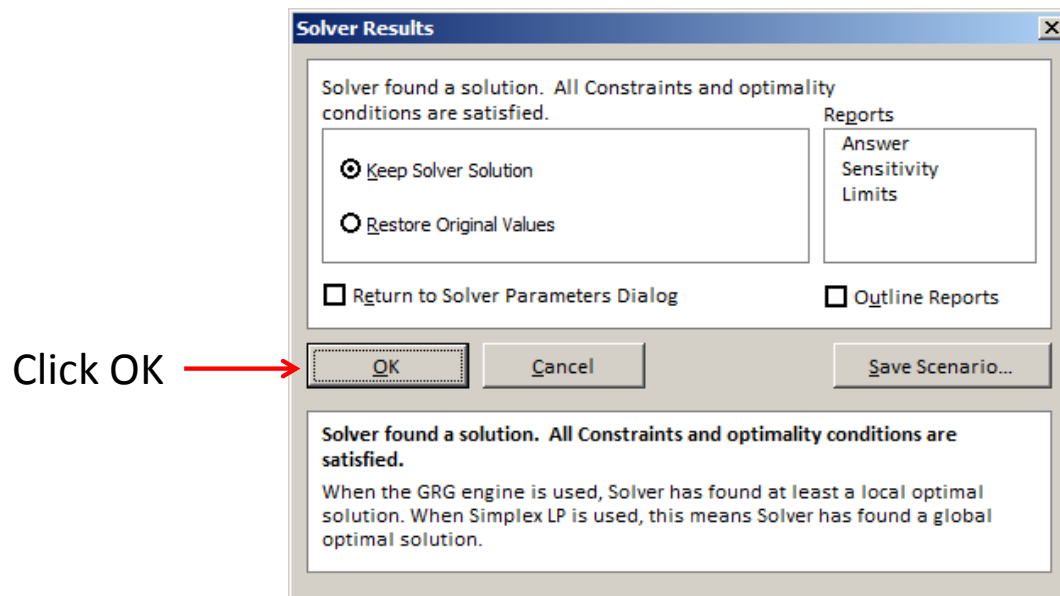 Solver Results
Solver found a solution.  All Constraints and optimality
conditions are satisfied.
Reports
Keep Solver Solution
Restore Original Values
Answer
Sensitivity
Limits
Return to Solver Parameters Dialog
Outline Reports
Click OK
OK
Cancel
Save Scenario...
Solver found a solution.  All Constraints and optimality conditions are
satisfied.
When the GRG engine is used, Solver has found at least a local optimal
solution. When Simplex LP is used, this means Solver has found a global
optimal solution.